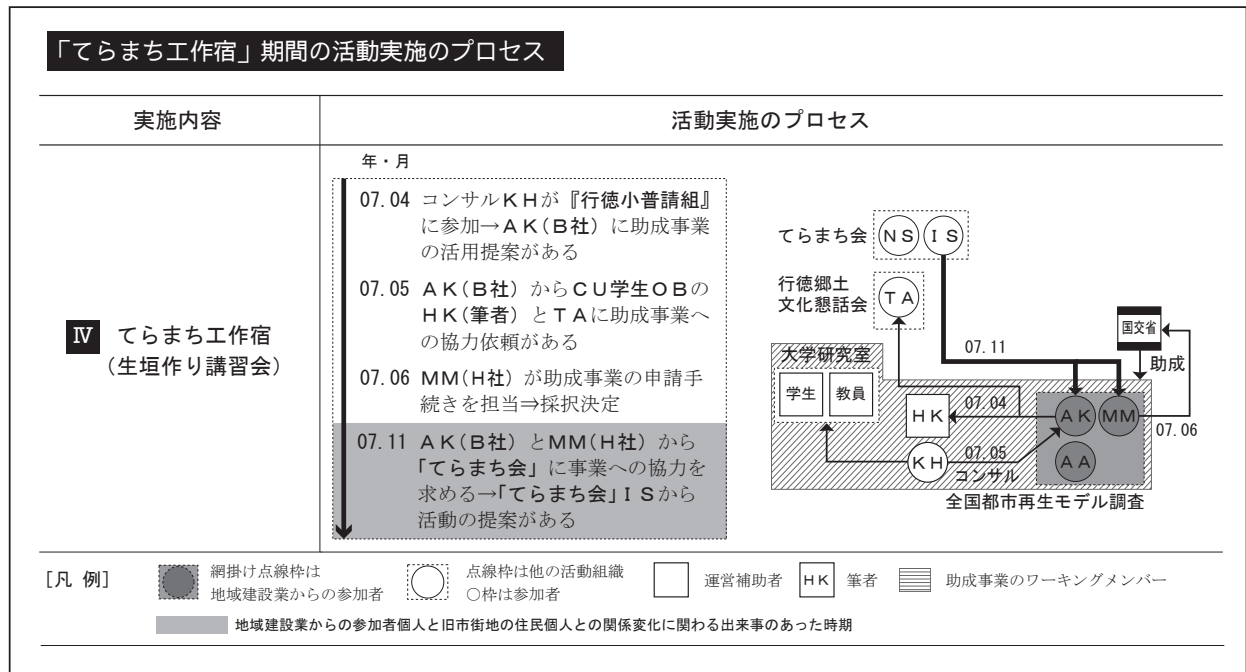 「てらまち工作宿」期間の活動実施のプロセス
実施内容
活動実施のプロセス
Ⅳ てらまち工作宿
(生垣作り講習会)
年・月
07.04 コンサルKHが『行徳小普請組』
に参加→AK(B社)に助成事業
の活用提案がある
07.05 AK(B社)からCU学生OBの
HK(筆者)とTAに助成事業へ
の協力依頼がある
07.06 MM(H社)が助成事業の申請手
続きを担当⇒採択決定
07.11 AK(B社)とMM(H社)から
「てらまち会」に事業への協力を
求める→「てらまち会」ISから
活動の提案がある
てらまち会 NS IS
行徳郷土
文化懇話会 TA
国交省
助成
07.11
大学研究室
学生 教員
HK 07.04 AK MM
07.06
KH 07.05
コンサル
AA
全国都市再生モデル調査
[凡 例]
網掛け点線枠は
地域建設業からの参加者
点線枠は他の活動組織
○枠は参加者
運営補助者
HK 筆者
助成事業のワーキングメンバー
地域建設業からの参加者個人と旧市街地の住民個人との関係変化に関わる出来事のあった時期